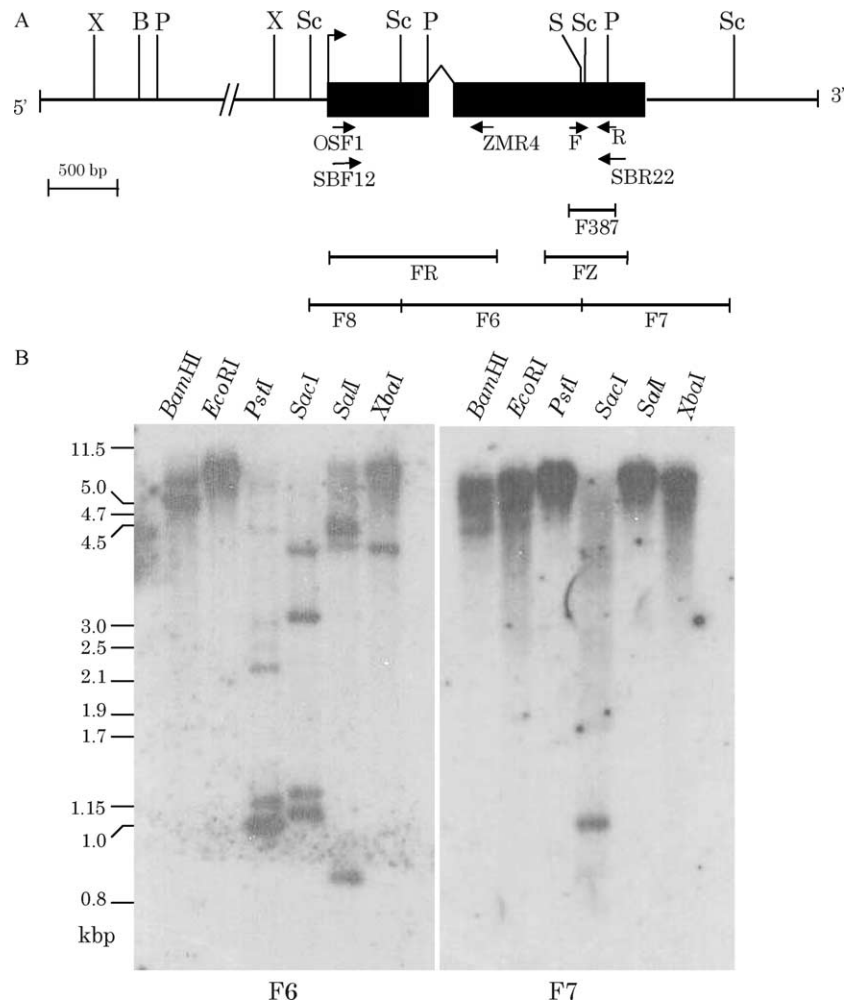 A
X B P X Sc Sc P S Sc P Sc
5' 3'
OSF1 ZMR4 F R
SBF12 SBR22
500 bp
F387
FR FZ
F8 F6 F7
B
BamHI EcoRI PstI SacI SalI XbaI BamHI EcoRI PstI SacI SalI XbaI
11.5
5.0
4.7
4.5
3.0
2.5
2.1
1.9
1.7
1.15
1.0
0.8
kbp
F6 F7